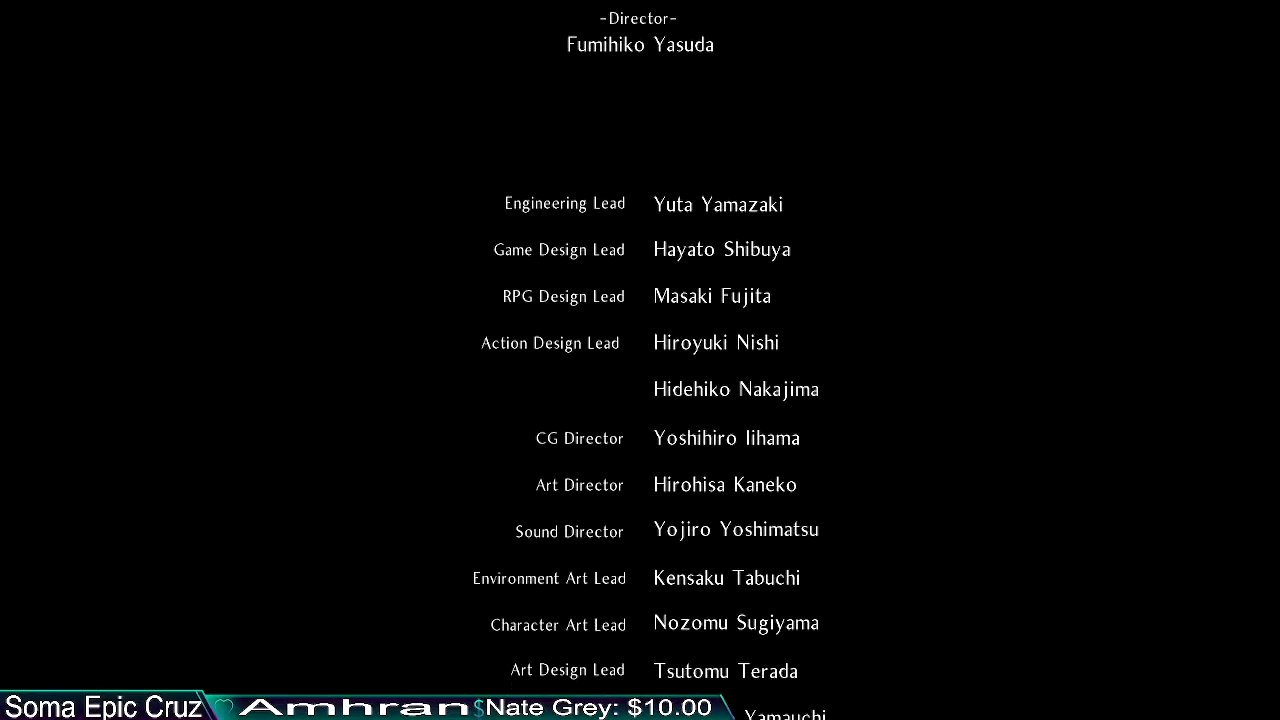 -Director-
Fumihiko Yasuda
Engineering Lead Yuta Yamazaki
Game Design Lead Hayato Shibuya
RPG Design Lead Masaki Fujita
Action Design Lead Hiroyuki Nishi
Hidehiko Nakajima
CG Director Yoshihiro Iihama
Art Director Hirohisa Kaneko
Sound Director Yojiro Yoshimatsu
Environment Art Lead Kensaku Tabuchi
Character Art Lead Nozomu Sugiyama
Art Design Lead Tsutomu Terada
Yamauchi
Soma Epic Cruz Amhran $ Nate Grey: $10.00